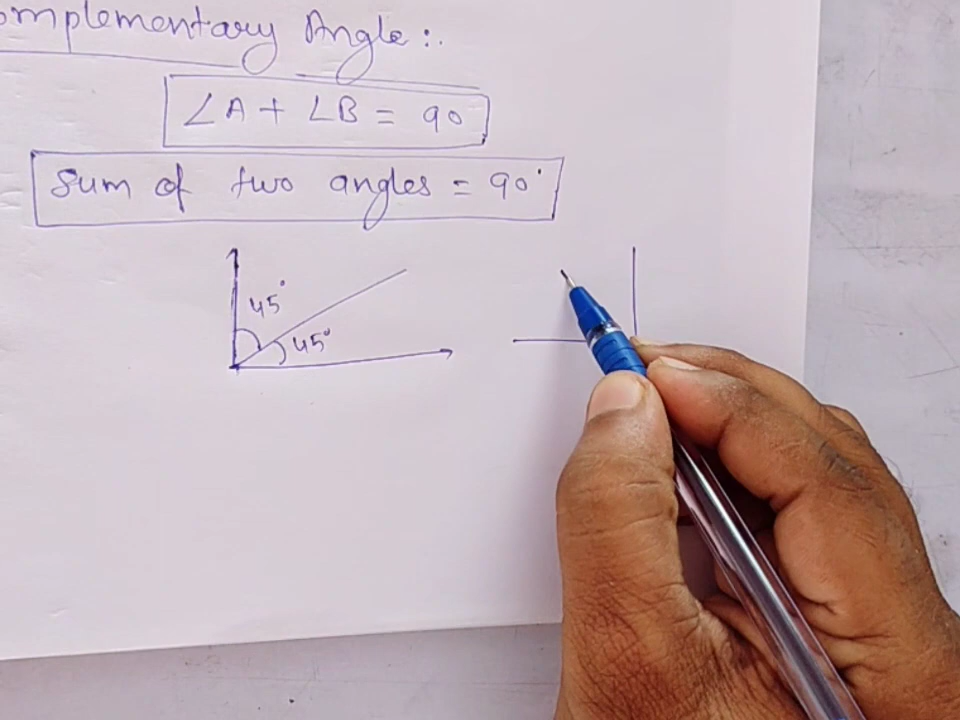 omplementary Angle:.
∠A + ∠B = 90
Sum of two angles = 90°
45°
45°